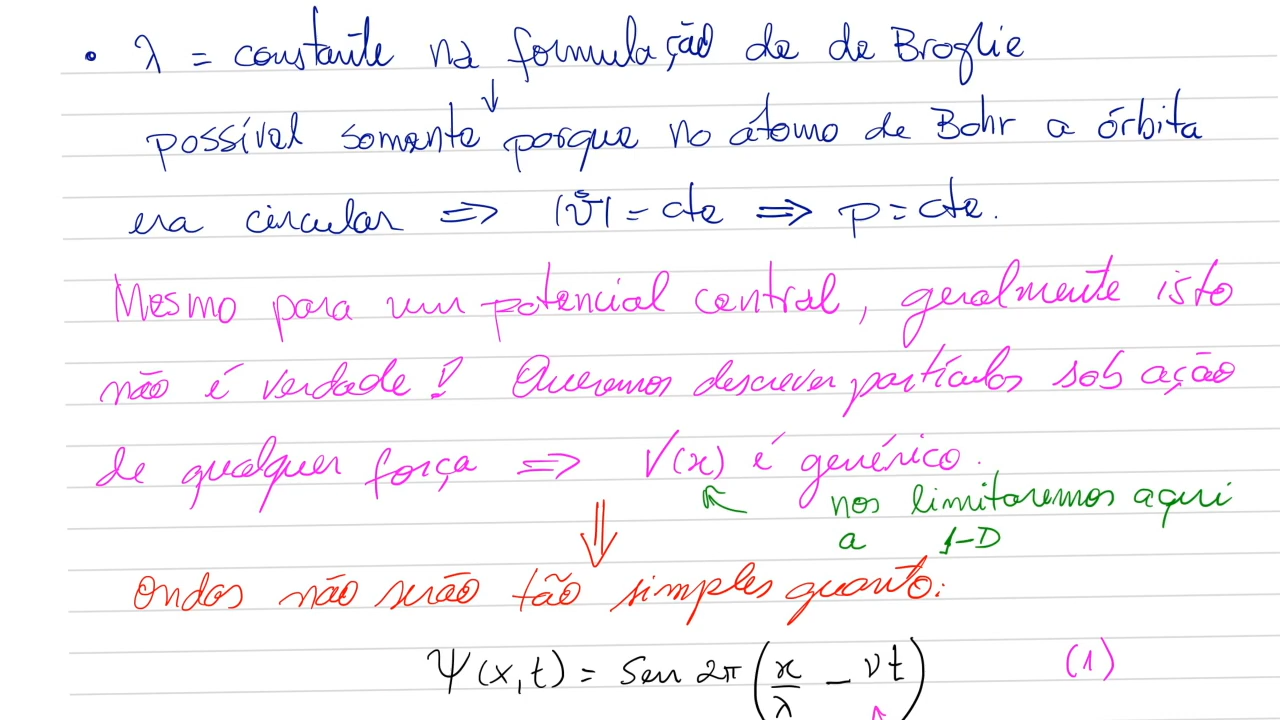 • λ = constante na formulação de de Broglie
↓
possível somente porque no átomo de Bohr a órbita
era circular ⇒ |v⃗| = cte ⇒ p = cte.
Mesmo para um potencial central, geralmente isto
não é verdade! Queremos descrever partículas sob ação
de qualquer força ⇒ V(x) é genérico.
nos limitaremos aqui
a 1-D
⇓
Ondas não serão tão simples quanto:
Ψ(x,t) = sen 2π (x/λ - νt) (1)